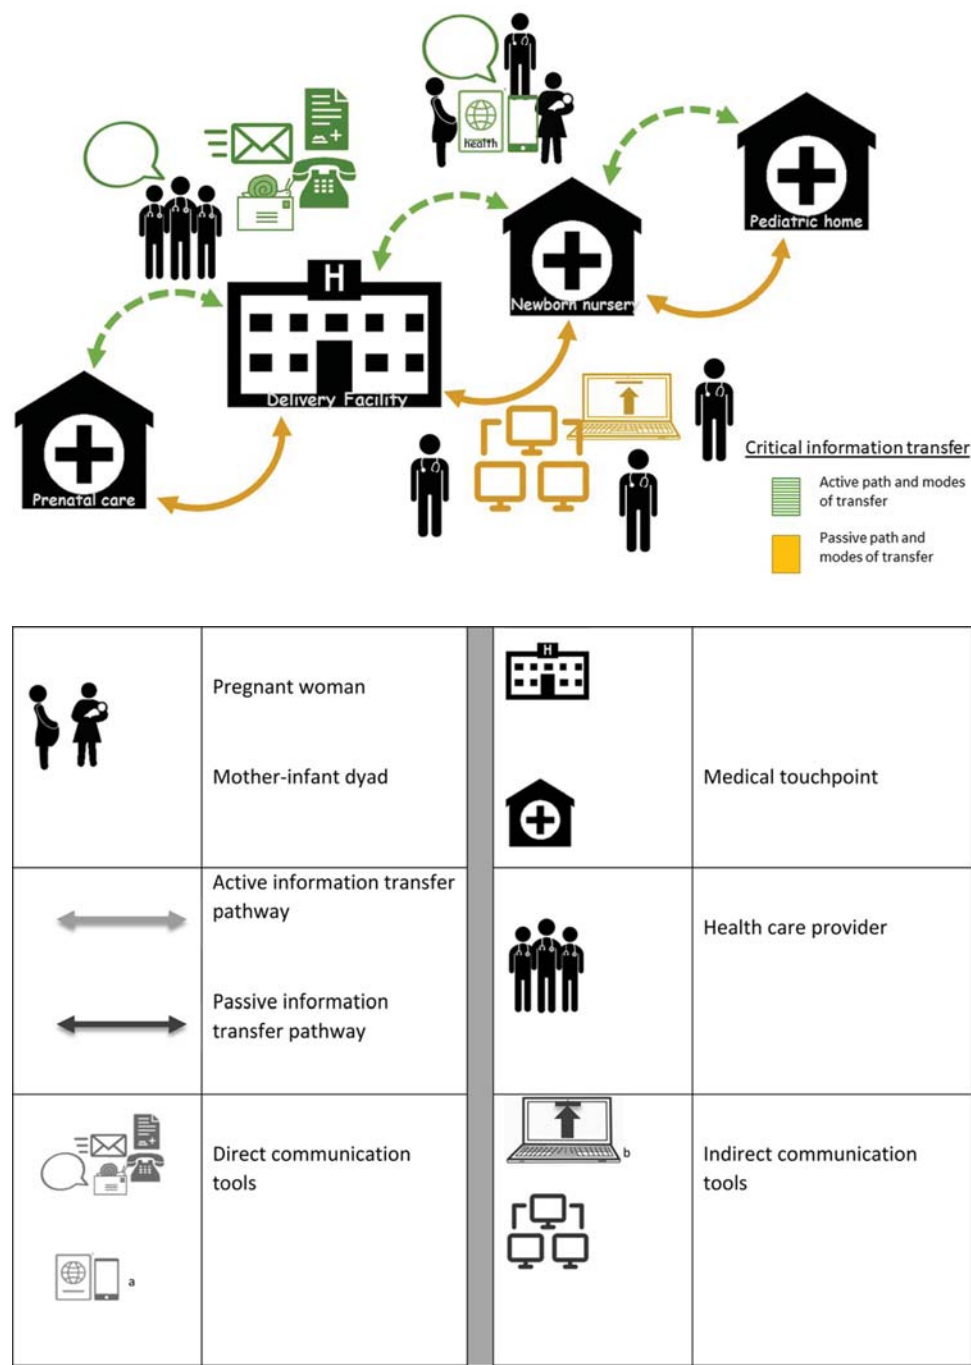 health
Pediatric home
H
Newborn nursery
Delivery Facility
Prenatal care
Critical information transfer
Active path and modes
of transfer
Passive path and
modes of transfer
Pregnant woman
Mother-infant dyad
H
Medical touchpoint
Active information transfer
pathway
Passive information
transfer pathway
Health care provider
Direct communication
tools
a
b
Indirect communication
tools